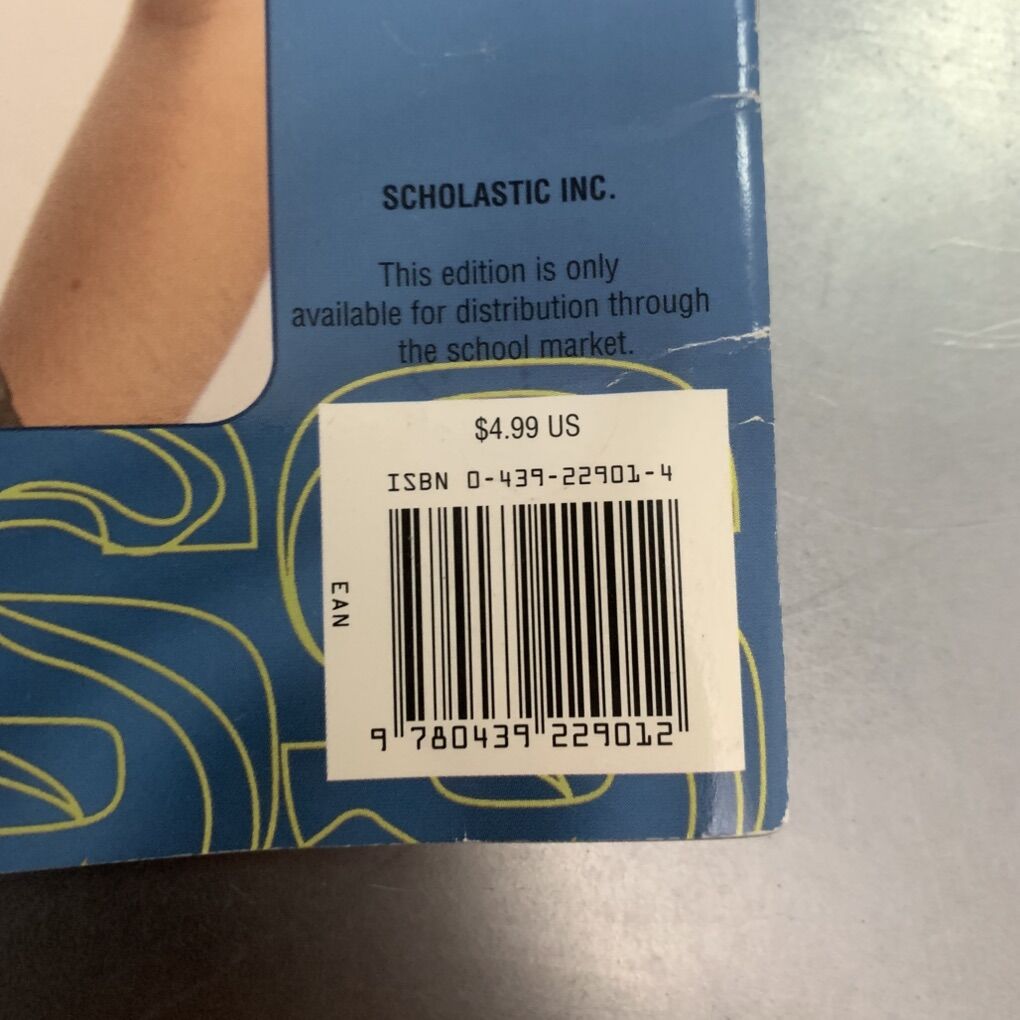 SCHOLASTIC INC.
This edition is only
available for distribution through
the school market.
$4.99 US
ISBN 0-439-22901-4
EAN
9 780439 229012